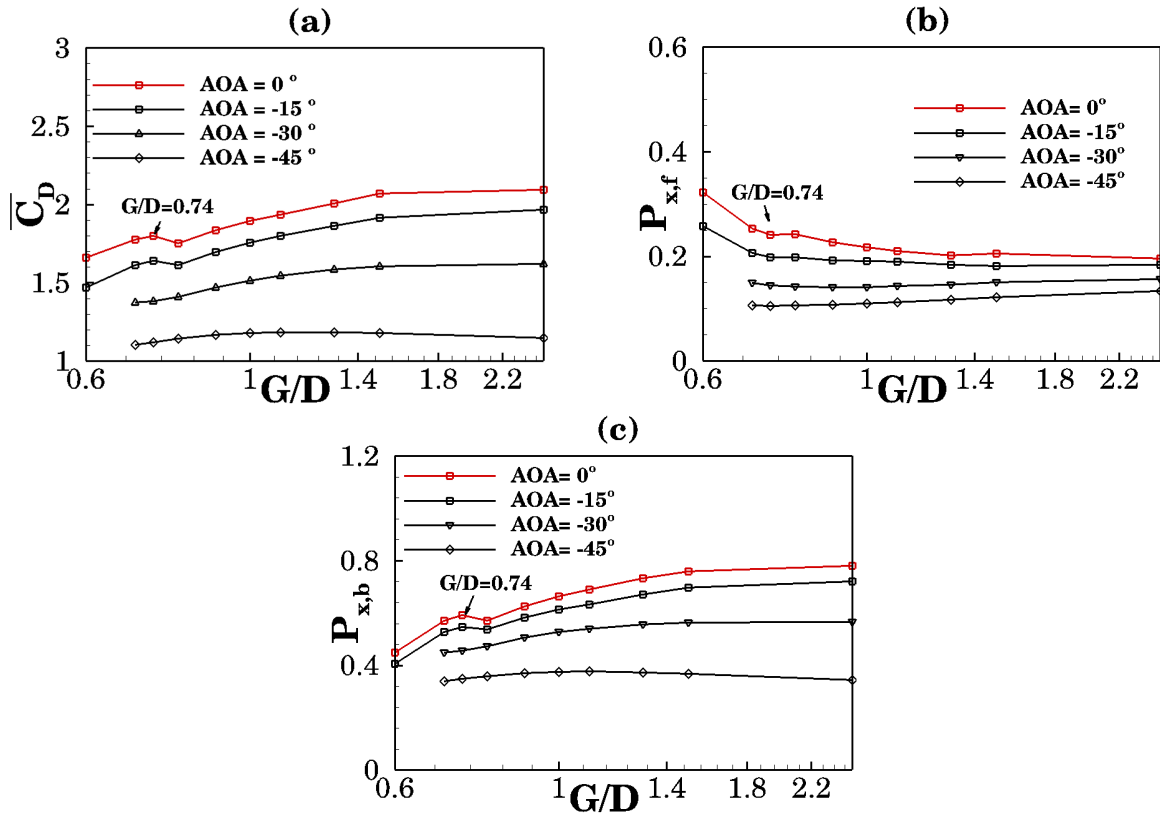 (a)
3
2.5
2
1.5
1
C_D
AOA = 0 °
AOA = -15 °
AOA = -30 °
AOA = -45 °
G/D=0.74
0.6 1 1.4 1.8 2.2
G/D
(b)
0.6
0.4
0.2
0
P_x,f
AOA= 0°
AOA= -15°
AOA= -30°
AOA= -45°
G/D=0.74
0.6 1 1.4 1.8 2.2
G/D
(c)
1.2
0.8
0.4
0
P_x,b
AOA= 0°
AOA= -15°
AOA= -30°
AOA= -45°
G/D=0.74
0.6 1 1.4 1.8 2.2
G/D